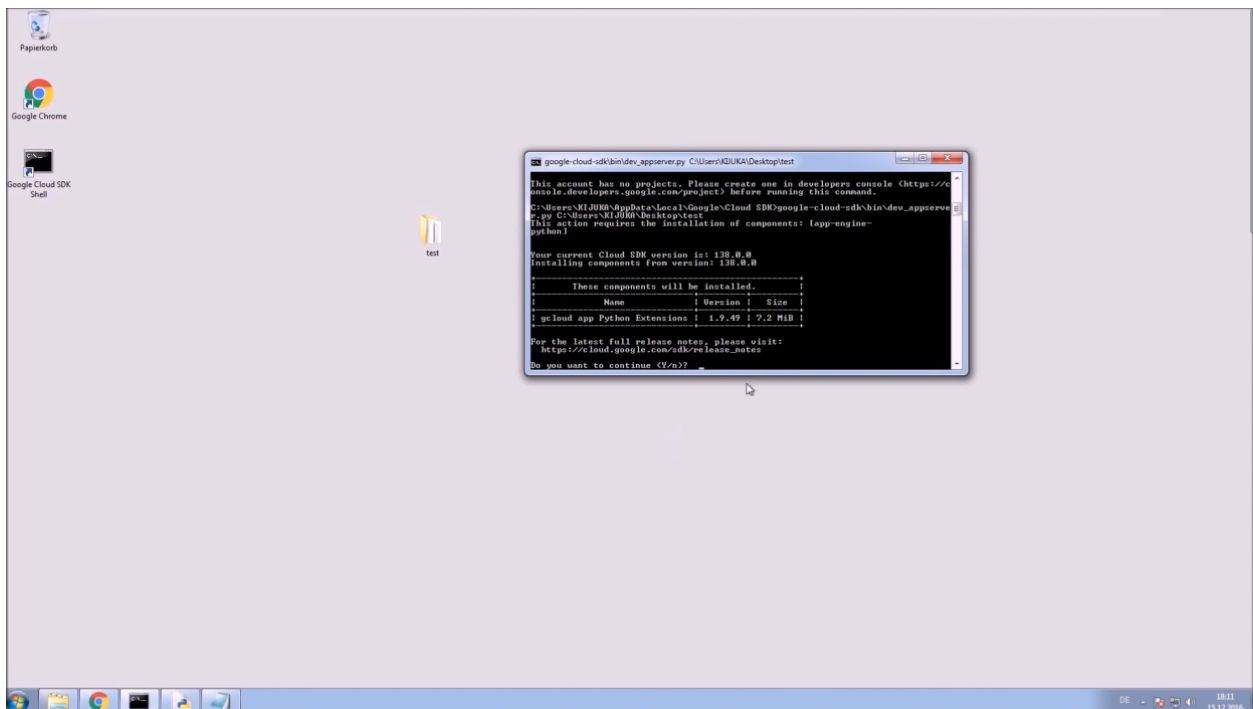 Papierkorb
Google Chrome
Google Cloud SDK
Shell
test
google-cloud-sdk\bin\dev_appserver.py C:\Users\KIJUKA\Desktop\test
This account has no projects. Please create one in developers console (https://c
onsole.developers.google.com/project) before running this command.
C:\Users\KIJUKA\AppData\Local\Google\Cloud SDK>google-cloud-sdk\bin\dev_appserve
r.py C:\Users\KIJUKA\Desktop\test
This action requires the installation of components: [app-engine-
python]
Your current Cloud SDK version is: 138.0.0
Installing components from version: 138.0.0
These components will be installed.
Name Version Size
gcloud app Python Extensions 1.9.49 7.2 MiB
For the latest full release notes, please visit:
https://cloud.google.com/sdk/release_notes
Do you want to continue (Y/n)? _
DE
18:11
15.12.2016